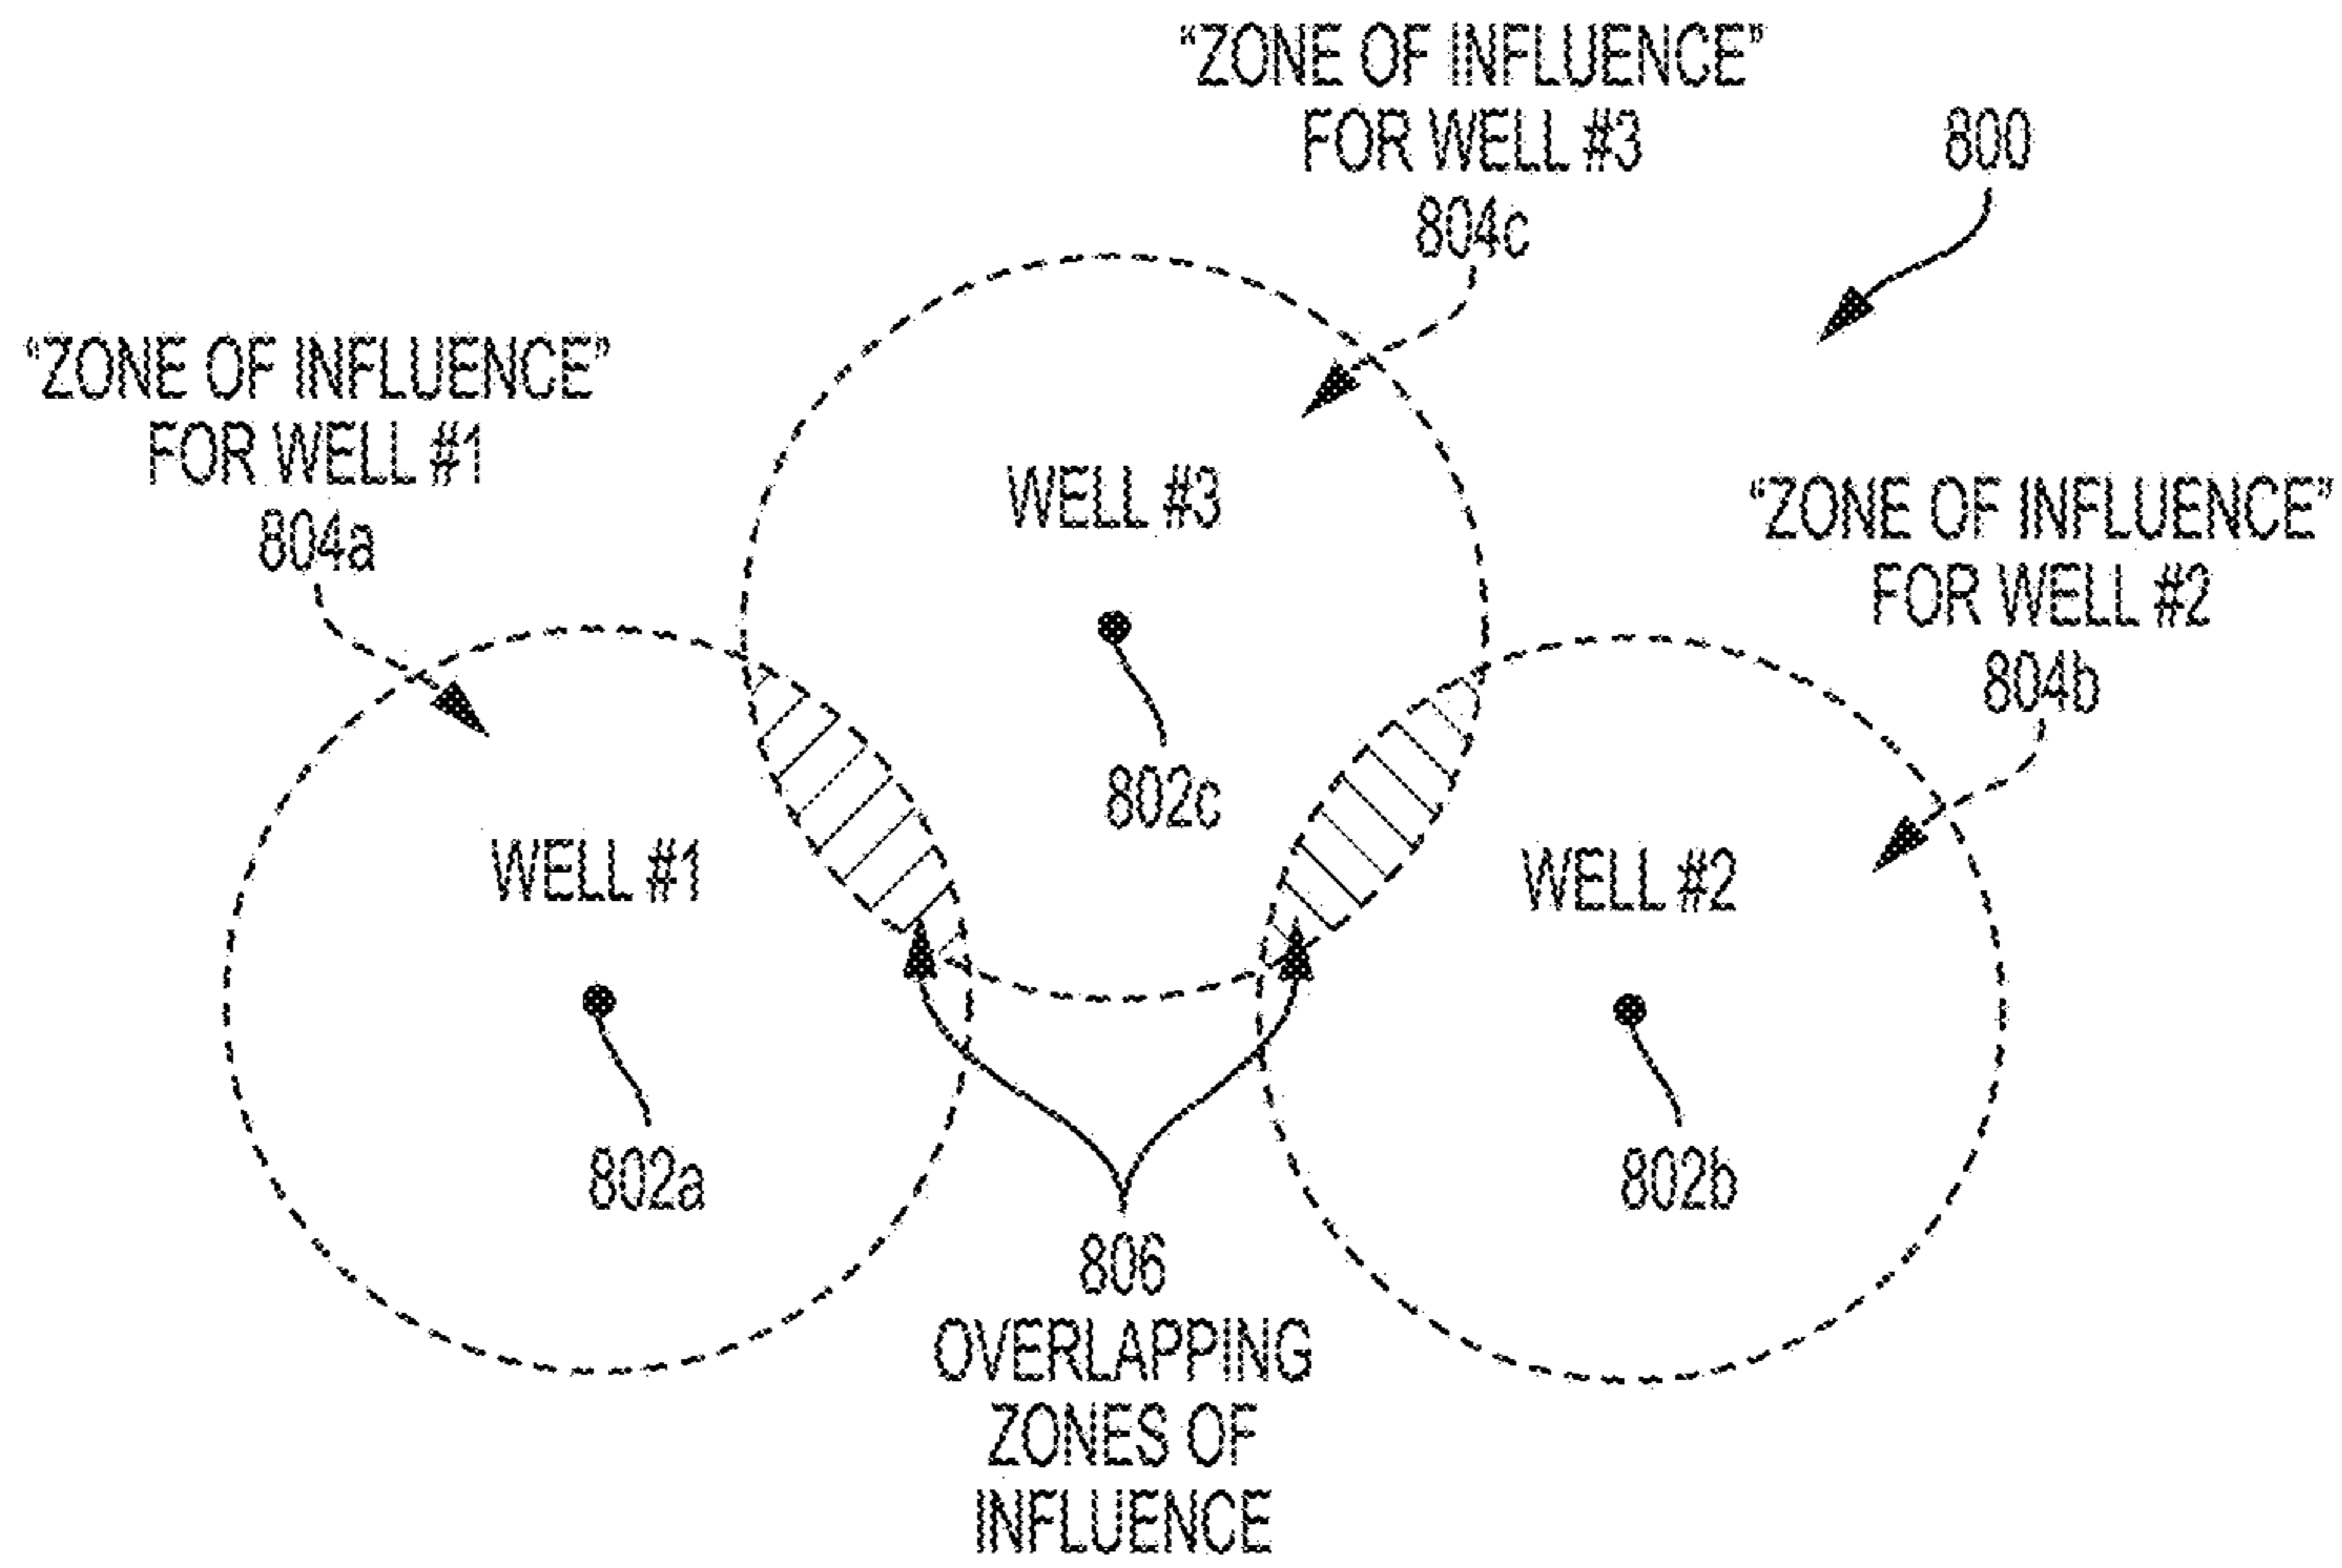 “ZONE OF INFLUENCE”
FOR WELL #3
804c
800
“ZONE OF INFLUENCE”
FOR WELL #1
804a
WELL #3
“ZONE OF INFLUENCE”
FOR WELL #2
804b
802c
WELL #1
WELL #2
802a
802b
806
OVERLAPPING
ZONES OF
INFLUENCE